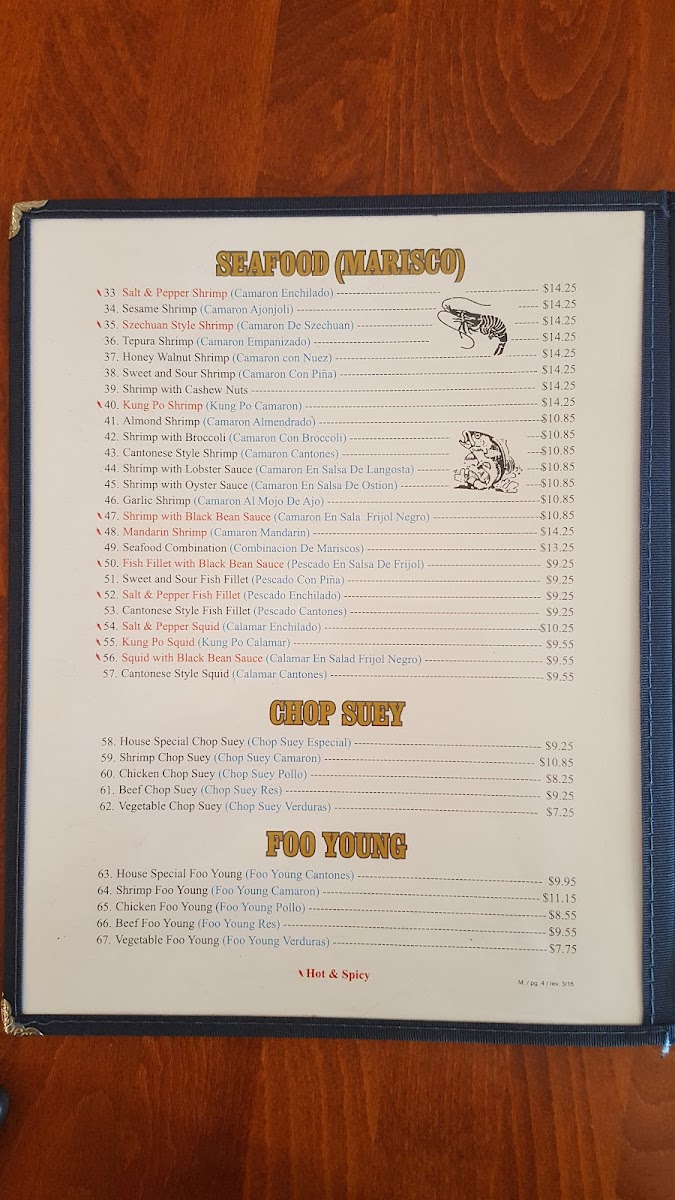 SEAFOOD (MARISCO)
33 Salt & Pepper Shrimp (Camaron Enchilado) $14.25
34. Sesame Shrimp (Camaron Ajonjoli) $14.25
35. Szechuan Style Shrimp (Camaron De Szechuan) $14.25
36. Tepura Shrimp (Camaron Empanizado) $14.25
37. Honey Walnut Shrimp (Camaron con Nuez) $14.25
38. Sweet and Sour Shrimp (Camaron Con Piña) $14.25
39. Shrimp with Cashew Nuts $14.25
40. Kung Po Shrimp (Kung Po Camaron) $14.25
41. Almond Shrimp (Camaron Almendrado) $10.85
42. Shrimp with Broccoli (Camaron Con Broccoli) $10.85
43. Cantonese Style Shrimp (Camaron Cantones) $10.85
44. Shrimp with Lobster Sauce (Camaron En Salsa De Langosta) $10.85
45. Shrimp with Oyster Sauce (Camaron En Salsa De Ostion) $10.85
46. Garlic Shrimp (Camaron Al Mojo De Ajo) $10.85
47. Shrimp with Black Bean Sauce (Camaron En Sala Frijol Negro) $10.85
48. Mandarin Shrimp (Camaron Mandarin) $14.25
49. Seafood Combination (Combinacion De Mariscos) $13.25
50. Fish Fillet with Black Bean Sauce (Pescado En Salsa De Frijol) $9.25
51. Sweet and Sour Fish Fillet (Pescado Con Piña) $9.25
52. Salt & Pepper Fish Fillet (Pescado Enchilado) $9.25
53. Cantonese Style Fish Fillet (Pescado Cantones) $9.25
54. Salt & Pepper Squid (Calamar Enchilado) $10.25
55. Kung Po Squid (Kung Po Calamar) $9.55
56. Squid with Black Bean Sauce (Calamar En Salad Frijol Negro) $9.55
57. Cantonese Style Squid (Calamar Cantones) $9.55
CHOP SUEY
58. House Special Chop Suey (Chop Suey Especial) $9.25
59. Shrimp Chop Suey (Chop Suey Camaron) $10.85
60. Chicken Chop Suey (Chop Suey Pollo) $8.25
61. Beef Chop Suey (Chop Suey Res) $9.25
62. Vegetable Chop Suey (Chop Suey Verduras) $7.25
FOO YOUNG
63. House Special Foo Young (Foo Young Cantones) $9.95
64. Shrimp Foo Young (Foo Young Camaron) $11.15
65. Chicken Foo Young (Foo Young Pollo) $8.55
66. Beef Foo Young (Foo Young Res) $9.55
67. Vegetable Foo Young (Foo Young Verduras) $7.75
Hot & Spicy
M. / pg. 4 / rev. 3/16